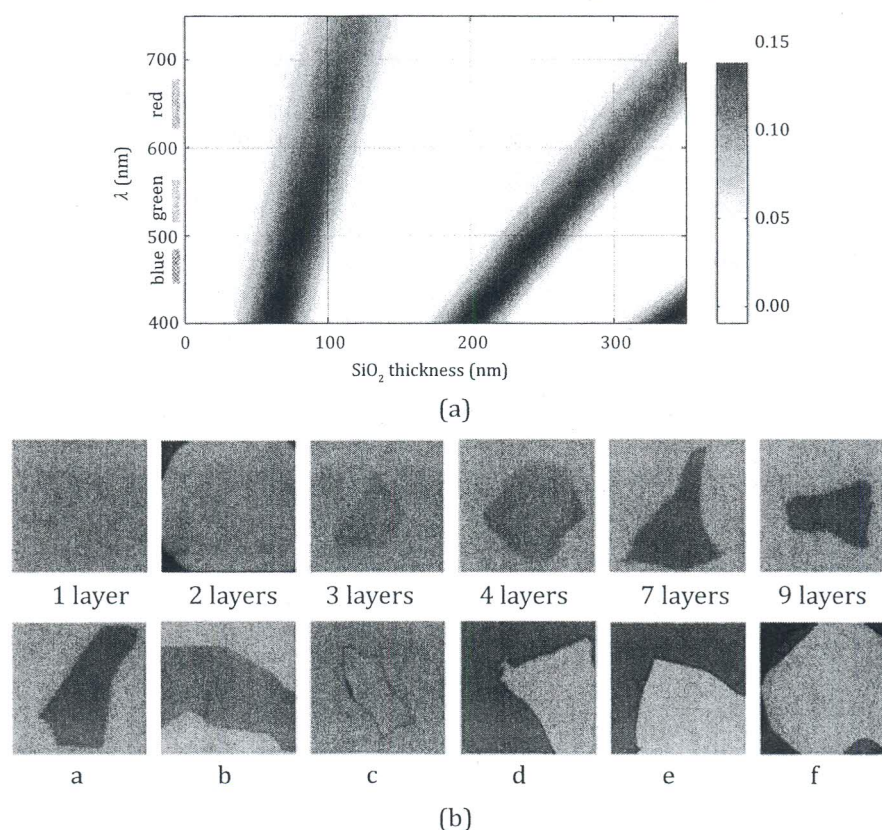 0.15
700
red
0.10
λ (nm)
600
green
0.05
500
blue
0.00
400
0
100
200
300
SiO₂ thickness (nm)
(a)
1 layer 2 layers 3 layers 4 layers 7 layers 9 layers
a b c d e f
(b)